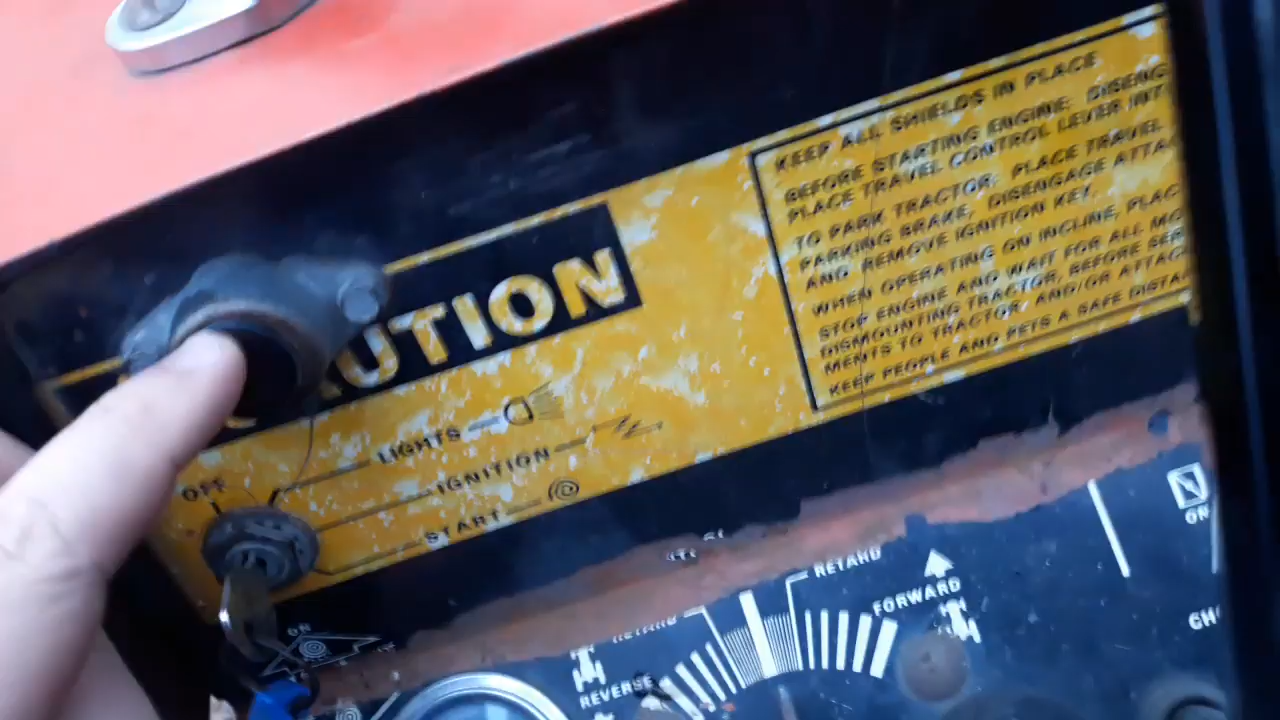 KEEP ALL SHIELDS IN PLACE
BEFORE STARTING ENGINE: DISENG
PLACE TRAVEL CONTROL LEVER INT
TO PARK TRACTOR: PLACE TRAVEL
PARKING BRAKE, DISENGAGE ATTA
AND REMOVE IGNITION KEY.
WHEN OPERATING ON INCLINE, PLAC
STOP ENGINE AND WAIT FOR ALL MO
DISMOUNTING TRACTOR, BEFORE SER
MENTS TO TRACTOR AND/OR ATTAC
KEEP PEOPLE AND PETS A SAFE DISTA
UTION
LIGHTS
OFF
IGNITION
START
ON
RETARD
RETARD
FORWARD
REVERSE
ON
CH